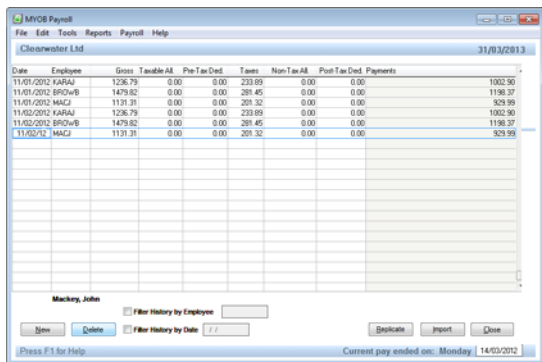 MYOB Payroll
File Edit Tools Reports Payroll Help
Clearwater Ltd 31/03/2013
Date Employee Gross Taxable All. Pre-Tax Ded. Taxes Non-Tax All. Post-Tax Ded. Payments
11/01/2012 KARAJ 1236.79 0.00 0.00 233.89 0.00 0.00 1002.90
11/01/2012 BROWB 1479.82 0.00 0.00 281.45 0.00 0.00 1198.37
11/01/2012 MACJ 1131.31 0.00 0.00 201.32 0.00 0.00 929.99
11/02/2012 KARAJ 1236.79 0.00 0.00 233.89 0.00 0.00 1002.90
11/02/2012 BROWB 1479.82 0.00 0.00 281.45 0.00 0.00 1198.37
11/02/12 MACJ 1131.31 0.00 0.00 201.32 0.00 0.00 929.99
Mackey, John
Filter History by Employee
New Delete Filter History by Date / / Replicate Import Close
Press F1 for Help Current pay ended on: Monday 14/03/2012